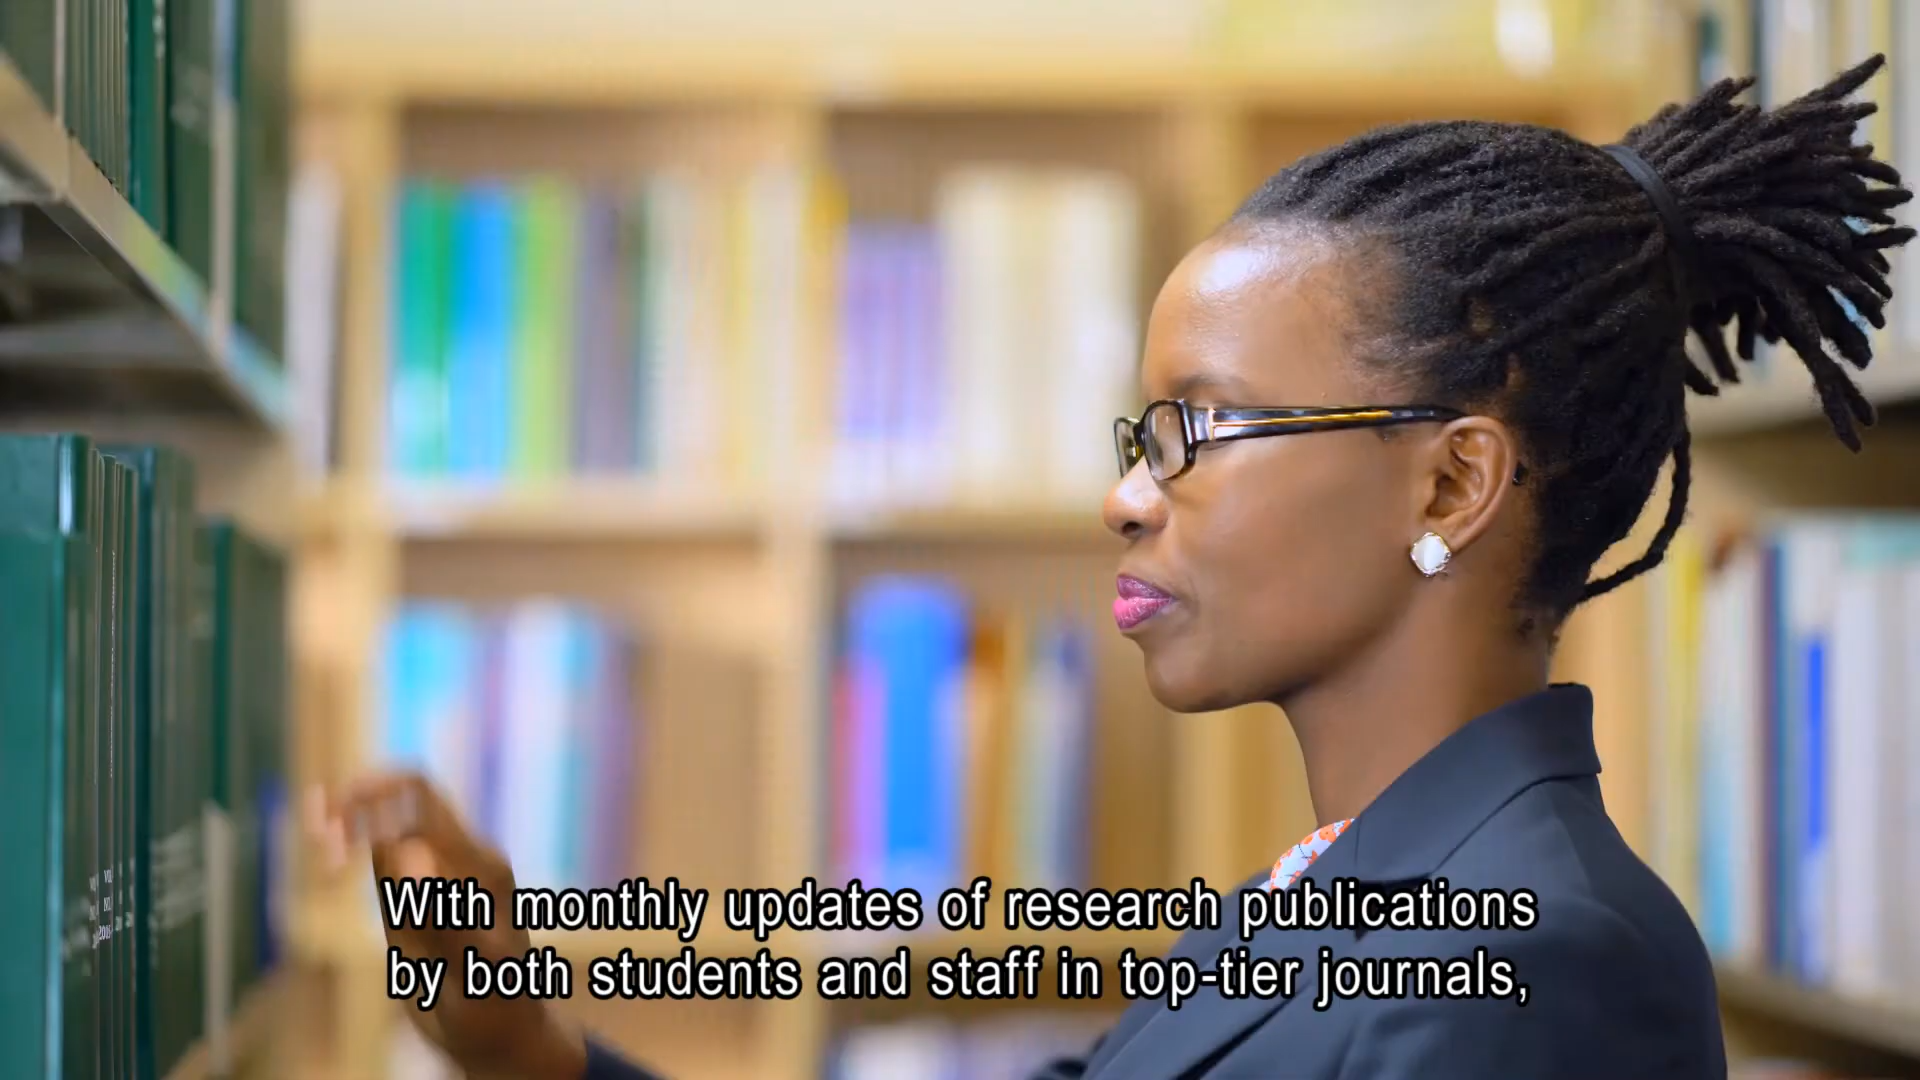 With monthly updates of research publications
by both students and staff in top-tier journals,